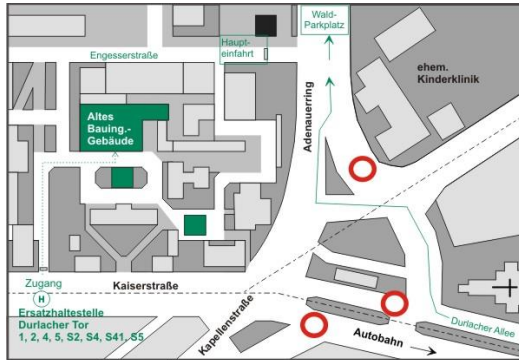 Wald-
Parkplatz
Engesserstraße
Haupt-
einfahrt
ehem.
Kinderklinik
Adenauerring
Altes
Bauing.-
Gebäude
Zugang
H
Kaiserstraße
Ersatzhaltestelle
Durlacher Tor
1, 2, 4, 5, S2, S4, S41, S5
Kapellenstraße
Autobahn
Durlacher Allee